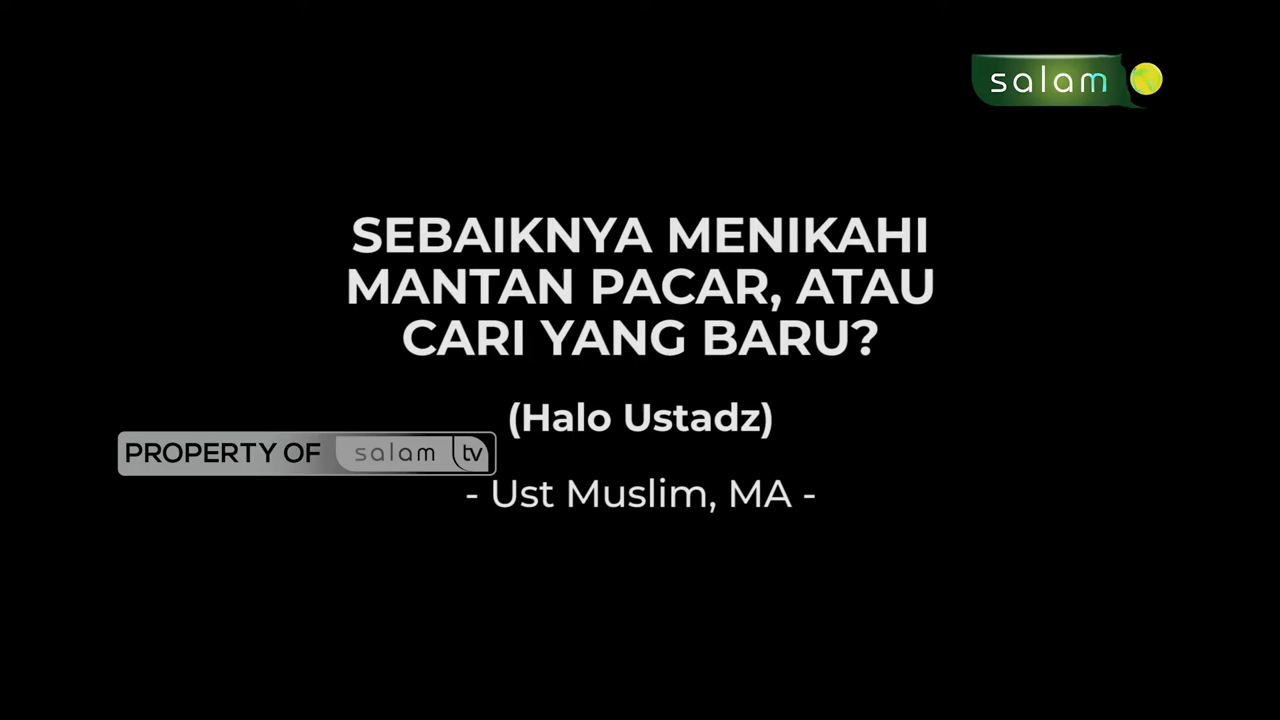 salam
SEBAIKNYA MENIKAHI
MANTAN PACAR, ATAU
CARI YANG BARU?
(Halo Ustadz)
PROPERTY OF salam tv
- Ust Muslim, MA -